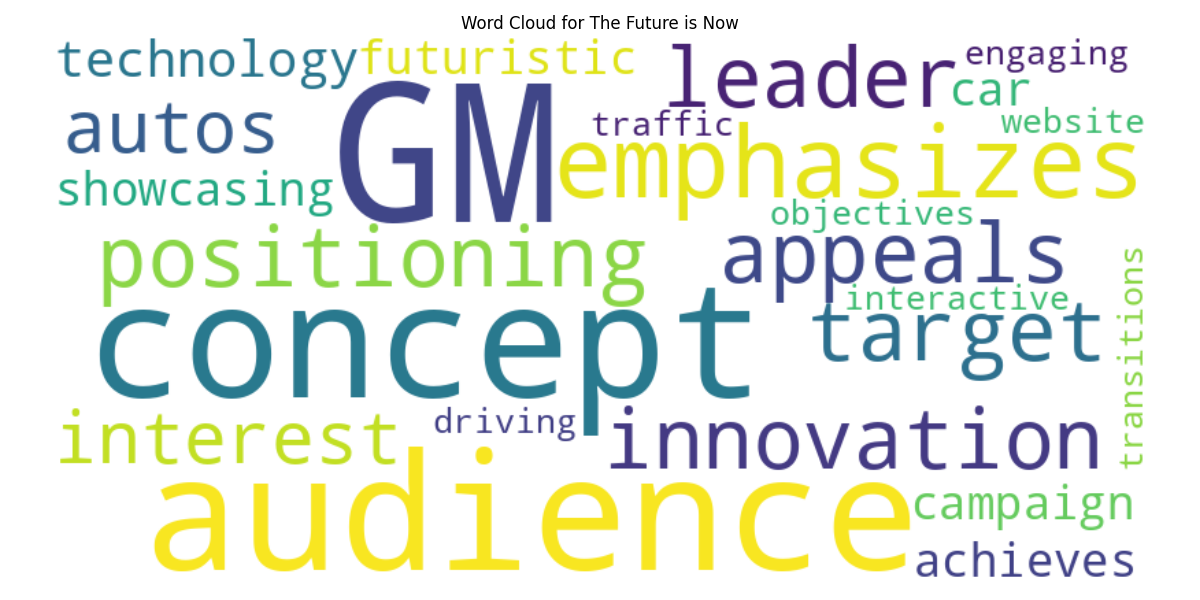 Word Cloud for The Future is Now
technology
futuristic
leader
engaging
autos
GM
traffic
car
website
showcasing
emphasizes
objectives
positioning
appeals
interactive
concept
target
transitions
interest
driving
innovation
audience
campaign
achieves